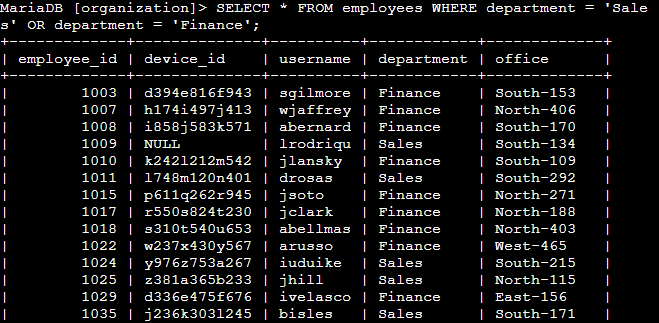 MariaDB [organization]> SELECT * FROM employees WHERE department = 'Sale
s' OR department = 'Finance';
+-------------+--------------+----------+------------+-------------+
| employee_id | device_id    | username | department | office      |
+-------------+--------------+----------+------------+-------------+
|        1003 | d394e816f943 | sgilmore | Finance    | South-153   |
|        1007 | h174i497j413 | wjaffrey | Finance    | North-406   |
|        1008 | i858j583k571 | abernard | Finance    | South-170   |
|        1009 | NULL         | lrodriqu | Sales      | South-134   |
|        1010 | k242l212m542 | jlansky  | Finance    | South-109   |
|        1011 | l748m120n401 | drosas   | Sales      | South-292   |
|        1015 | p611q262r945 | jsoto    | Finance    | North-271   |
|        1017 | r550s824t230 | jclark   | Finance    | North-188   |
|        1018 | s310t540u653 | abellmas | Finance    | North-403   |
|        1022 | w237x430y567 | arusso   | Finance    | West-465    |
|        1024 | y976z753a267 | iuduike  | Sales      | South-215   |
|        1025 | z381a365b233 | jhill    | Sales      | North-115   |
|        1029 | d336e475f676 | ivelasco | Finance    | East-156    |
|        1035 | j236k303l245 | bisles   | Sales      | South-171   |